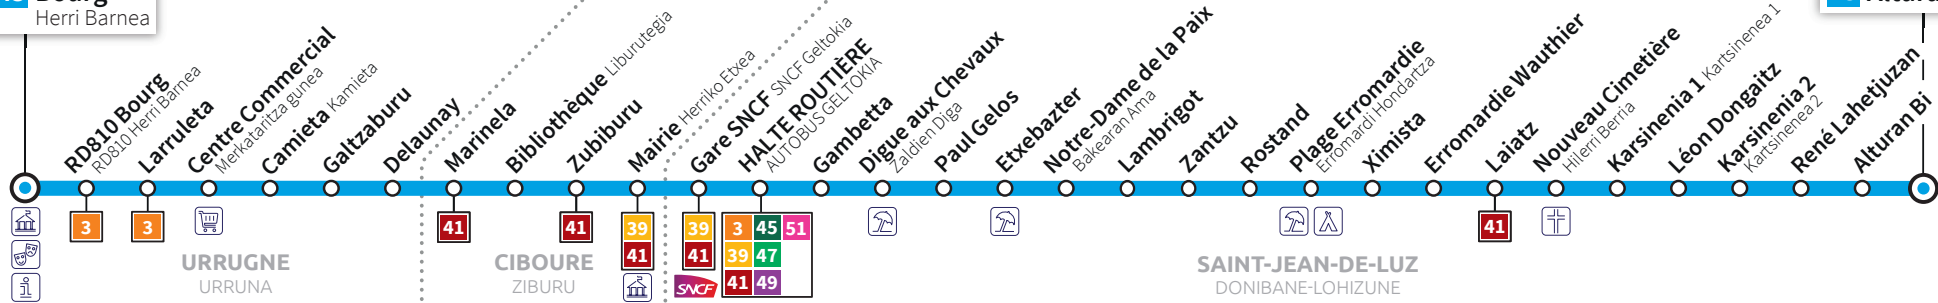 Herri Barnea
RD810 Bourg
RD810 Herri Barnea
Larruleta
Centre Commercial
Merkataritza gunea
Camieta Kamieta
Galtzaburu
Delaunay
Marinela
Bibliothèque Liburutegia
Zubiburu
Mairie Herriko Etxea
Gare SNCF SNCF Geltokia
HALTE ROUTIÈRE
AUTOBUS GELTOKIA
Gambetta
Digue aux Chevaux
Zaldien Diga
Paul Gelos
Etxebazter
Notre-Dame de la Paix
Bakearan Ama
Lambrigot
Zantzu
Rostand
Plage Erromardie
Erromardi Hondartza
Ximista
Erromardie Wauthier
Laiatz
Nouveau Cimetière
Hilerri Berria
Karsinenia 1 Kartsinenea 1
Léon Dongaitz
Karsinenia 2
Kartsinenea 2
René Lahetjuzan
Alturan Bi
3
3
41
41
39
41
39
41
SNCF
3 45 51
39 47
41 49
URRUGNE
URRUNA
CIBOURE
ZIBURU
SAINT-JEAN-DE-LUZ
DONIBANE-LOHIZUNE